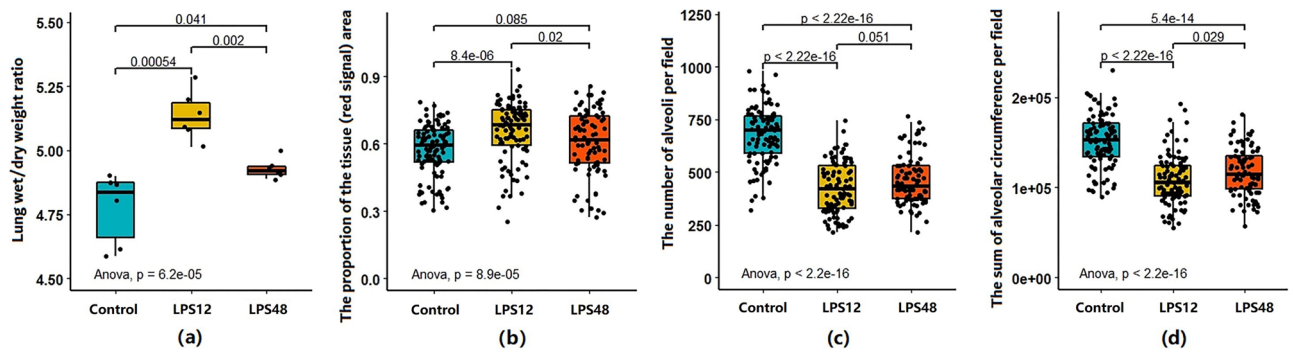 Lung wet/dry weight ratio
5.50
5.25
5.00
4.75
4.50
0.041
0.002
0.00054
Anova, p = 6.2e-05
Control LPS12 LPS48
(a)
The proportion of the tissue (red signal) area
0.9
0.6
0.3
0.0
0.085
0.02
8.4e-06
Anova, p = 8.9e-05
Control LPS12 LPS48
(b)
The number of alveoli per field
1250
1000
750
500
250
0
p < 2.22e-16
0.051
p < 2.22e-16
Anova, p < 2.2e-16
Control LPS12 LPS48
(c)
The sum of alveolar circumference per field
2e+05
1e+05
0e+00
5.4e-14
0.029
p < 2.22e-16
Anova, p < 2.2e-16
Control LPS12 LPS48
(d)